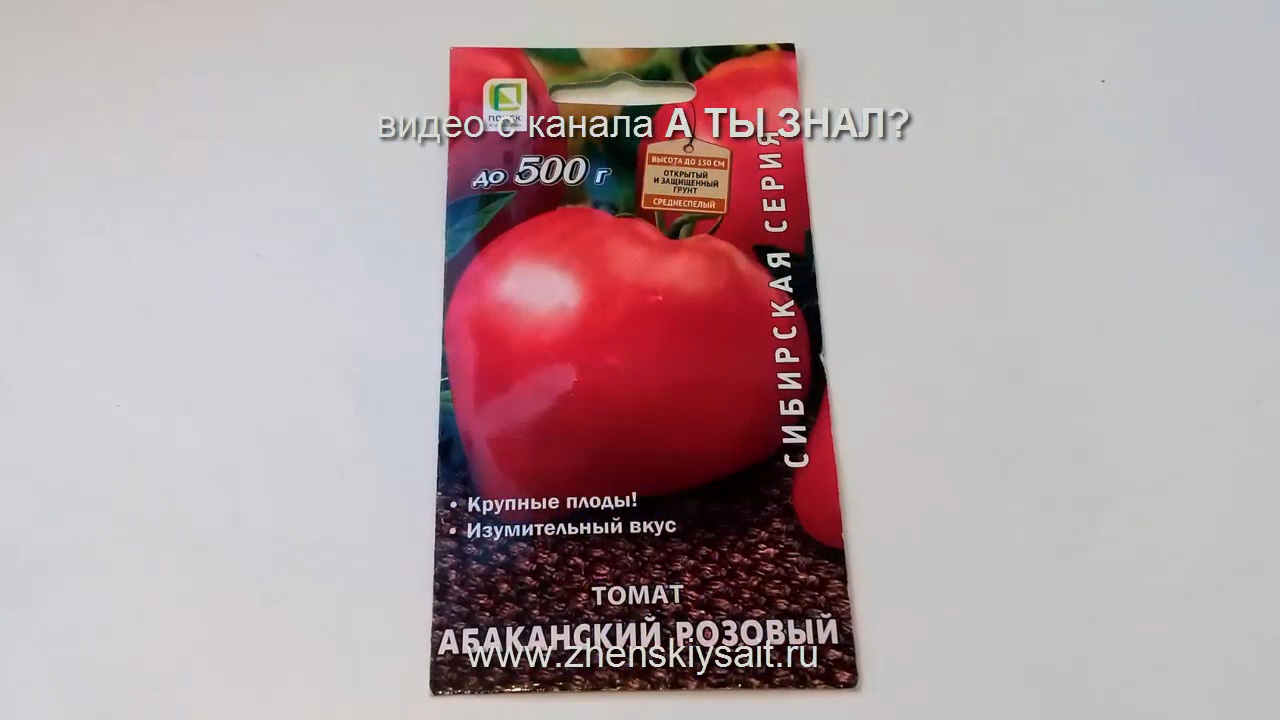 видео с канала А ТЫ ЗНАЛ?
ПОИСК
до 500 г
ВЫСОТА ДО 150 СМ
ОТКРЫТЫЙ
И ЗАЩИЩЕННЫЙ
ГРУНТ
СРЕДНЕСПЕЛЫЙ
СИБИРСКАЯ СЕРИЯ
• Крупные плоды!
• Изумительный вкус
ТОМАТ
АБАКАНСКИЙ РОЗОВЫЙ
www.zhenskiysait.ru